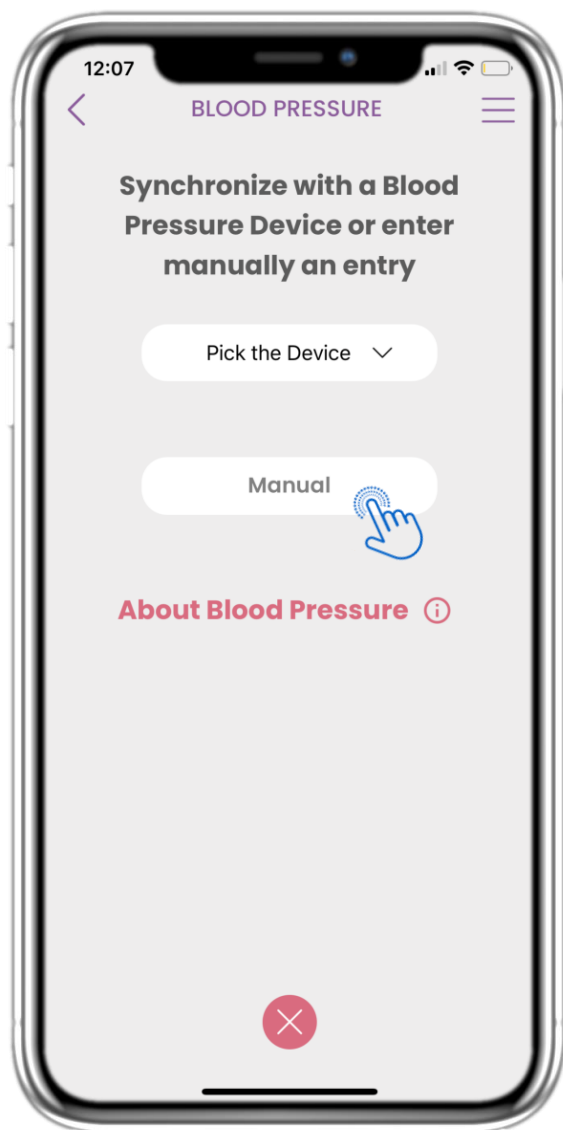 12:07
BLOOD PRESSURE
Synchronize with a Blood
Pressure Device or enter
manually an entry
Pick the Device
Manual
About Blood Pressure